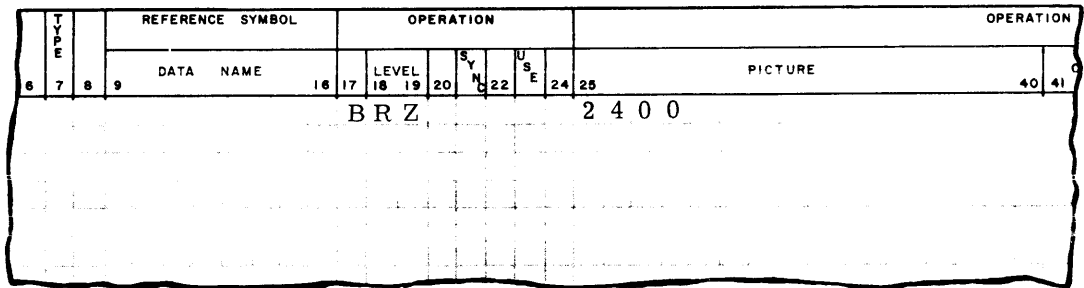 TYPE REFERENCE SYMBOL OPERATION OPERATION
DATA NAME LEVEL SYNC USE PICTURE
6 7 8 9 16 17 18 19 20 22 24 25 40 41
BRZ 2400